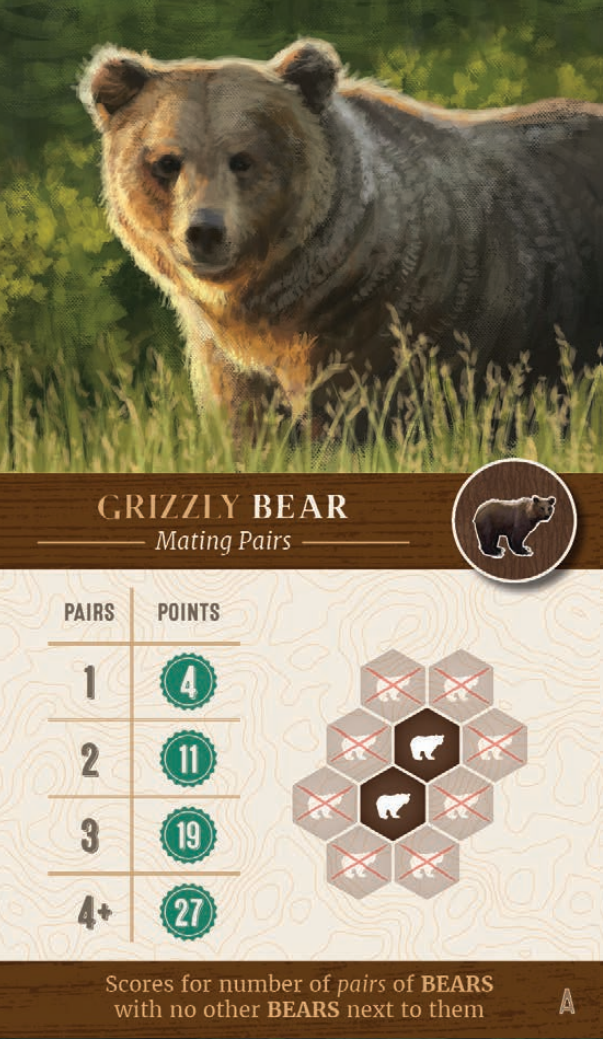 GRIZZLY BEAR
Mating Pairs
PAIRS POINTS
1 4
2 11
3 19
4+ 27
Scores for number of pairs of BEARS
with no other BEARS next to them
A